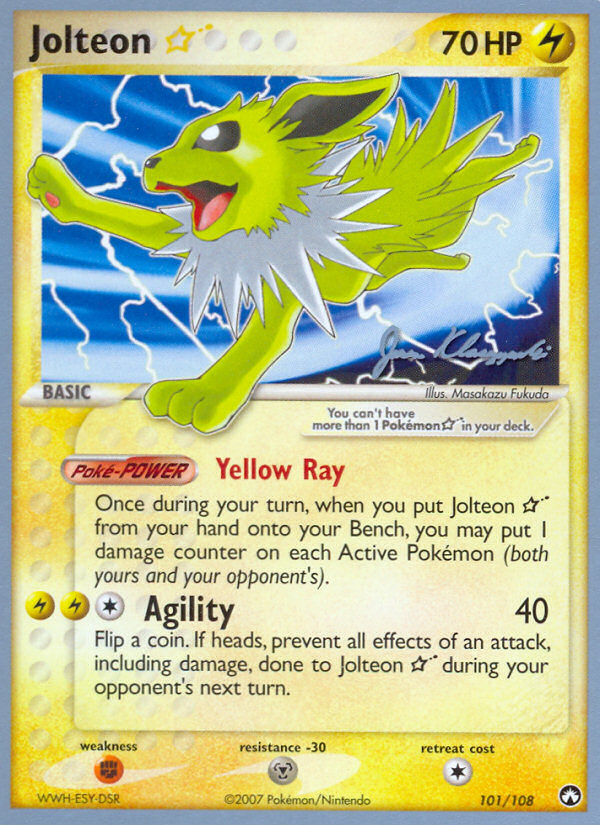 Jolteon ☆ 70 HP
BASIC
Illus. Masakazu Fukuda
You can't have
more than 1 Pokémon ☆ in your deck.
Poké-POWER Yellow Ray
Once during your turn, when you put Jolteon ☆
from your hand onto your Bench, you may put 1
damage counter on each Active Pokémon (both
yours and your opponent's).
Agility 40
Flip a coin. If heads, prevent all effects of an attack,
including damage, done to Jolteon ☆ during your
opponent's next turn.
weakness resistance -30 retreat cost
WWH-ESY-DSR ©2007 Pokémon/Nintendo 101/108